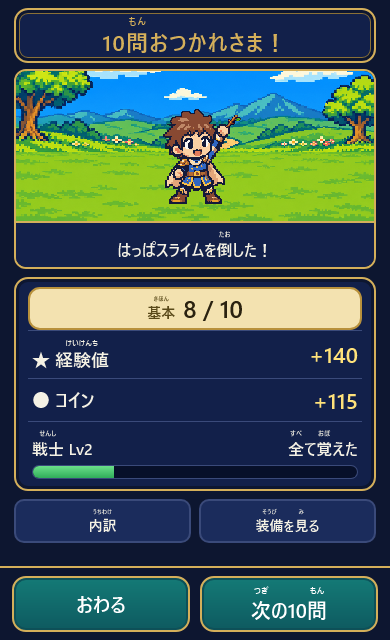 10問おつかれさま！
もん
はっぱスライムを倒した！
たお
基本 8 / 10
きほん
★ 経験値 +140
けいけんち
● コイン +115
戦士 Lv2 全て覚えた
せんし すべ おぼ
内訳 装備を見る
うちわけ そうび み
おわる 次の10問
つぎ もん